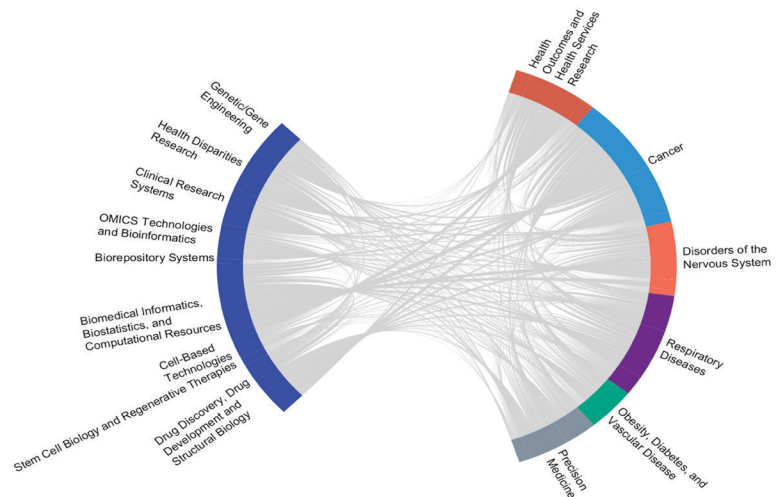 Genetic/Gene
Engineering
Health Disparities
Research
Clinical Research
Systems
OMICS Technologies
and Bioinformatics
Biorepository Systems
Biomedical Informatics,
Biostatistics, and
Computational Resources
Cell-Based
Technologies
Stem Cell Biology and Regenerative Therapies
Drug Discovery, Drug
Development and
Structural Biology
Health
Outcomes and
Health Services
Research
Cancer
Disorders of the
Nervous System
Respiratory
Diseases
Obesity, Diabetes, and
Vascular Disease
Precision
Medicine